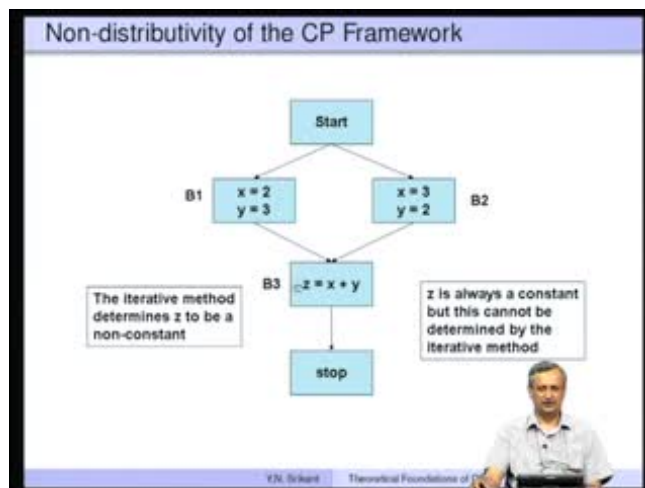 Non-distributivity of the CP Framework
Start
B1
x = 2
y = 3
x = 3
y = 2
B2
B3
z = x + y
The iterative method
determines z to be a
non-constant
z is always a constant
but this cannot be
determined by the
iterative method
stop
Y.N. Srikant Theoretical Foundations of